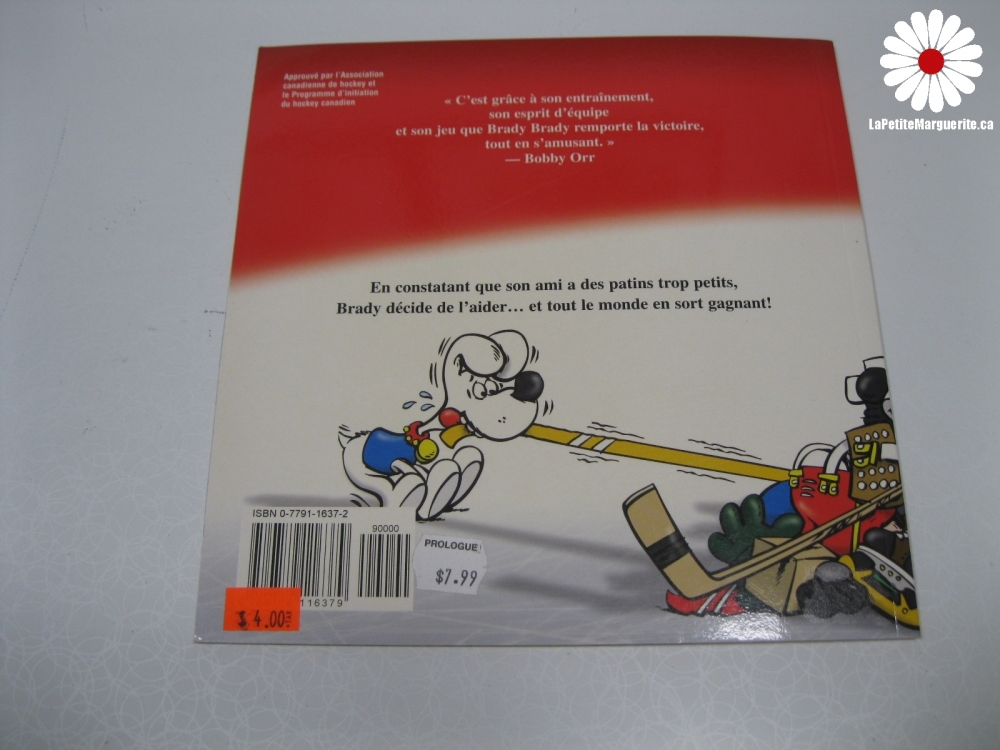 Approuvé par l'Association
canadienne de hockey et
le Programme d'initiation
du hockey canadien
« C'est grâce à son entraînement,
son esprit d'équipe
et son jeu que Brady Brady remporte la victoire,
tout en s'amusant. »
— Bobby Orr
LaPetiteMarguerite.ca
En constatant que son ami a des patins trop petits,
Brady décide de l'aider… et tout le monde en sort gagnant!
ISBN 0-7791-1637-2
90000
PROLOGUE
$7.99
116379
$ 4.00